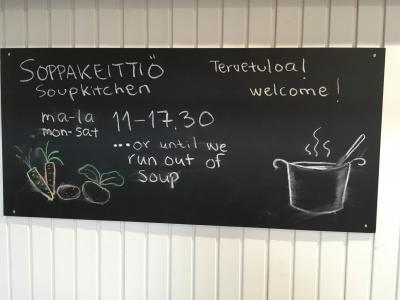 SOPPAKEITTIÖ
Soupkitchen
Tervetuloa!
welcome!
ma-la 11-17.30
mon-sat
...or until we
run out of
soup